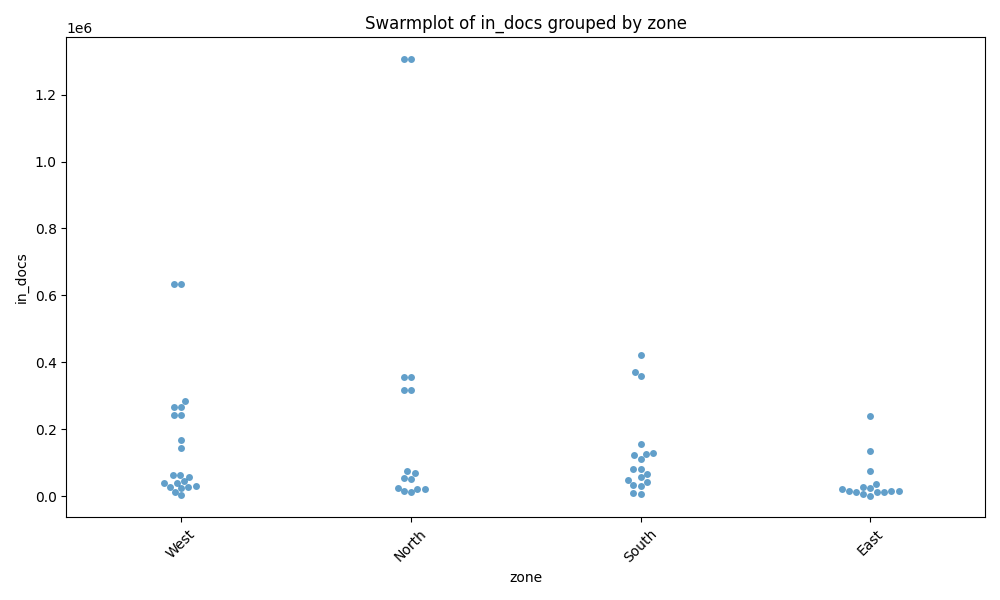 Swarmplot of in_docs grouped by zone
1e6
1.2
1.0
0.8
0.6
0.4
0.2
0.0
in_docs
West
North
South
East
zone